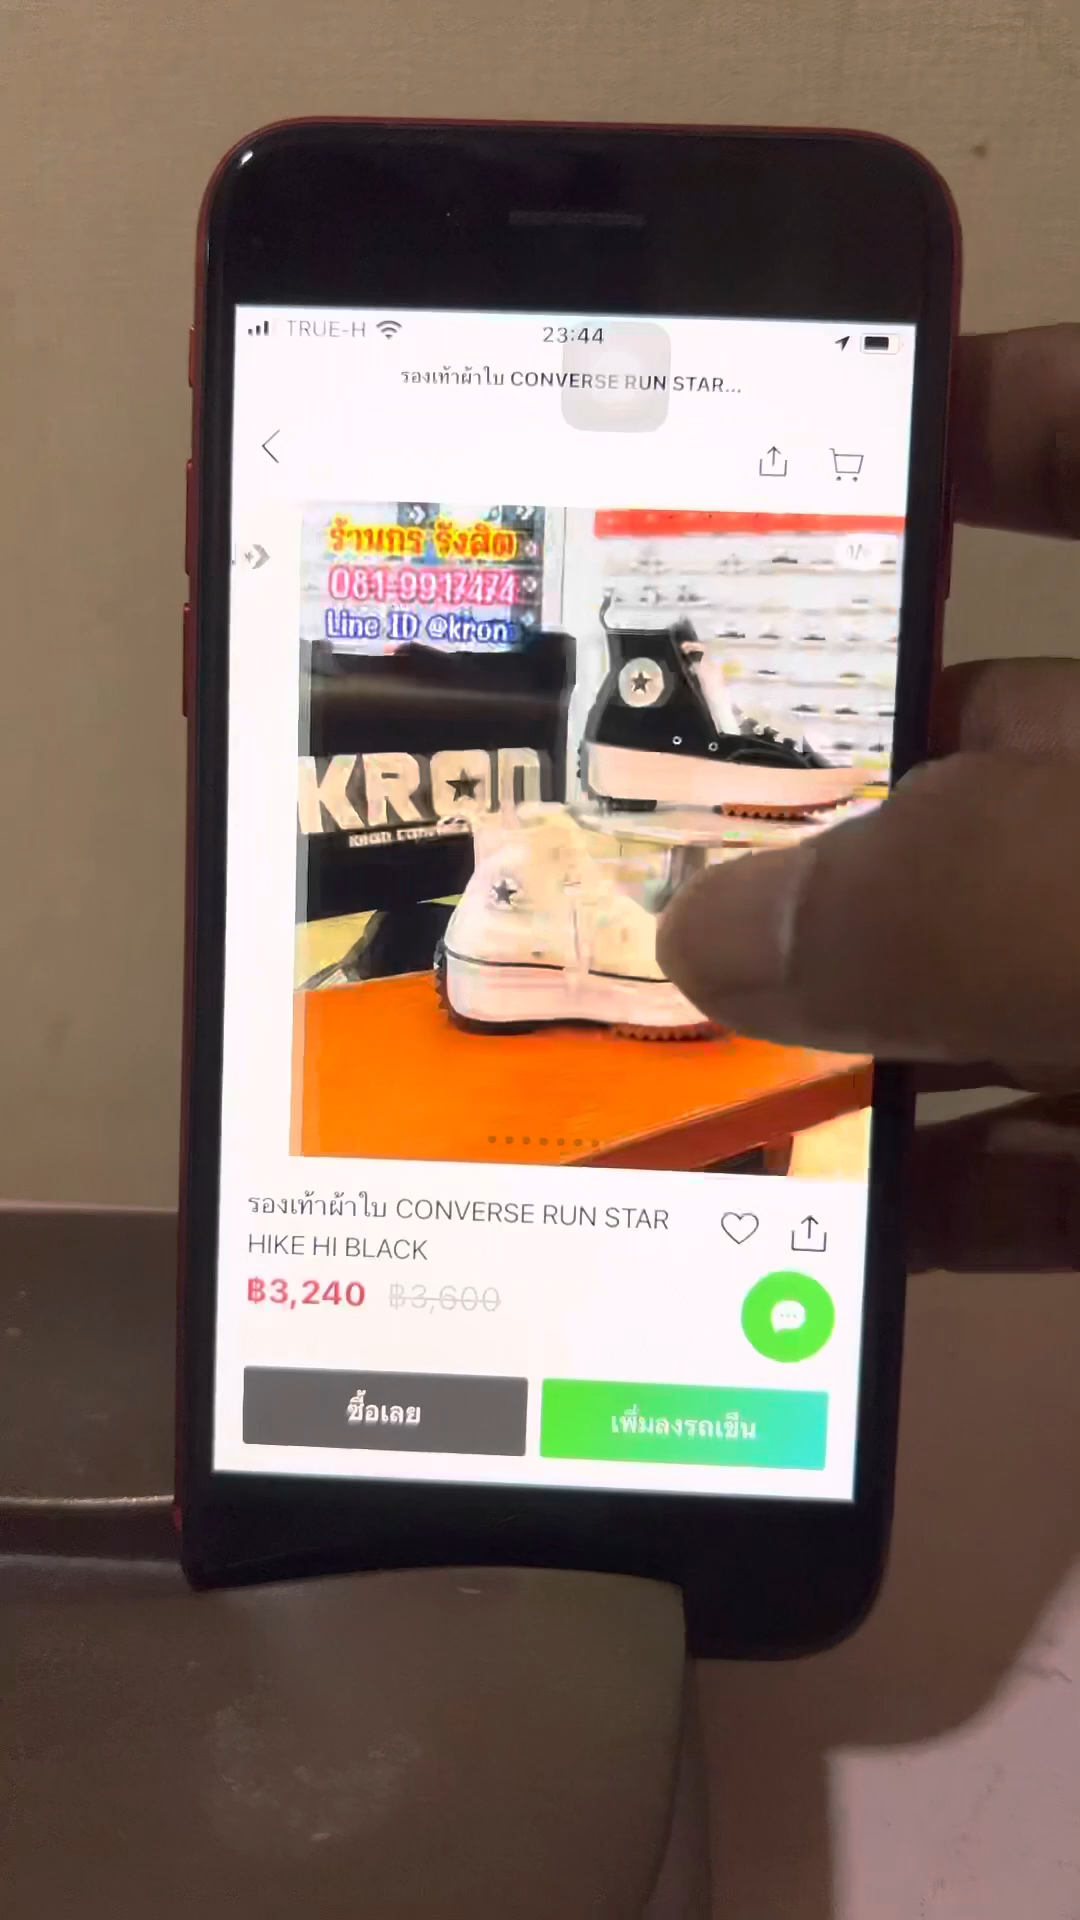 TRUE-H
23:44
รองเท้าผ้าใบ CONVERSE RUN STAR...
ร้านกร รังสิต
081-9917474
Line ID @kron
KRON
รองเท้าผ้าใบ CONVERSE RUN STAR
HIKE HI BLACK
฿3,240 ฿3,600
ซื้อเลย
เพิ่มลงรถเข็น